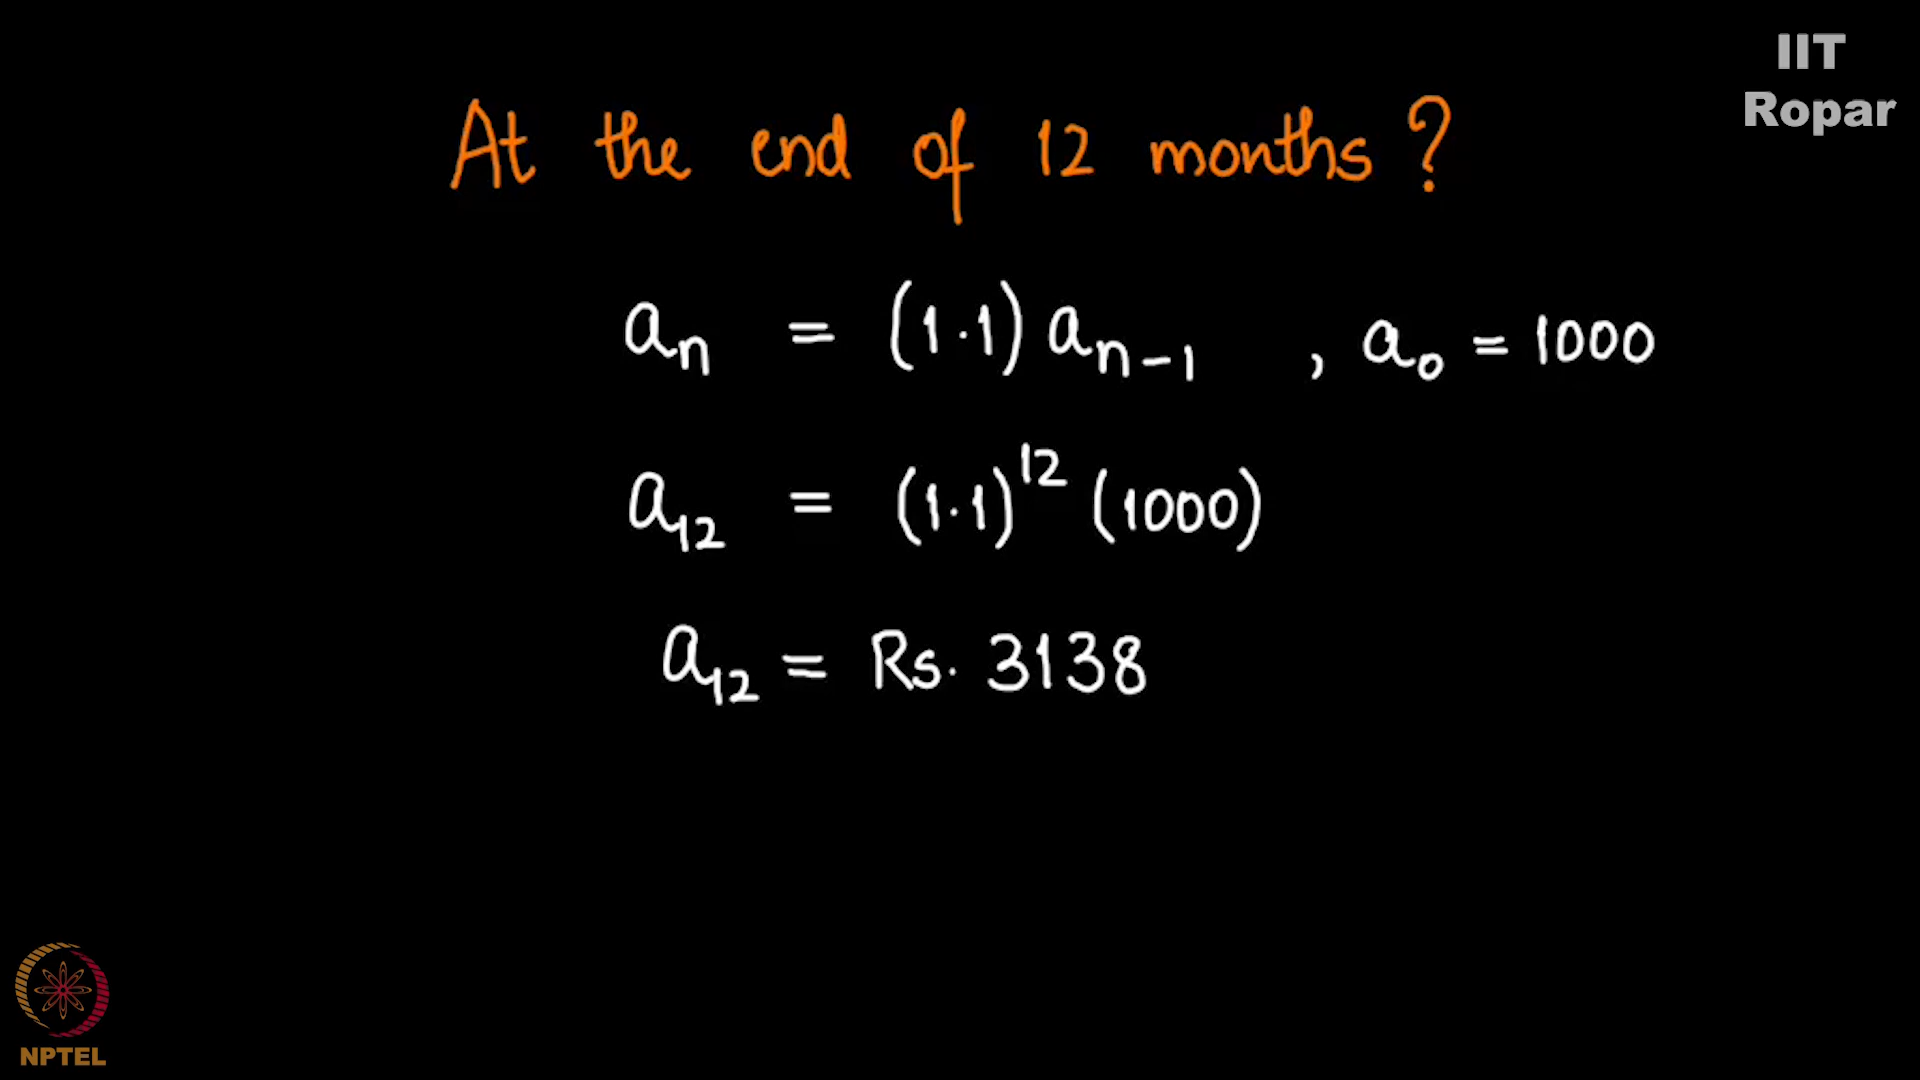 IIT
Ropar
At the end of 12 months?
aₙ = (1.1) aₙ₋₁ , a₀ = 1000
a₁₂ = (1.1)¹² (1000)
a₁₂ = Rs. 3138
NPTEL